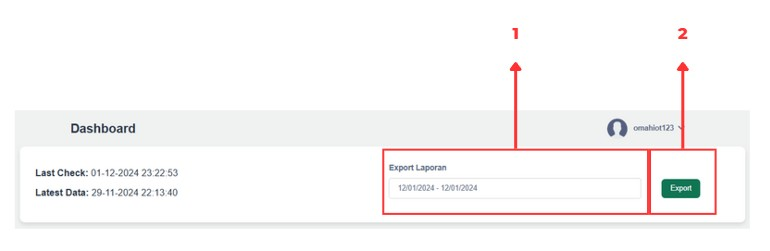 1
2
Dashboard
omahiot123
Export Laporan
Last Check: 01-12-2024 23:22:53
12/01/2024 - 12/01/2024
Export
Latest Data: 29-11-2024 22:13:40